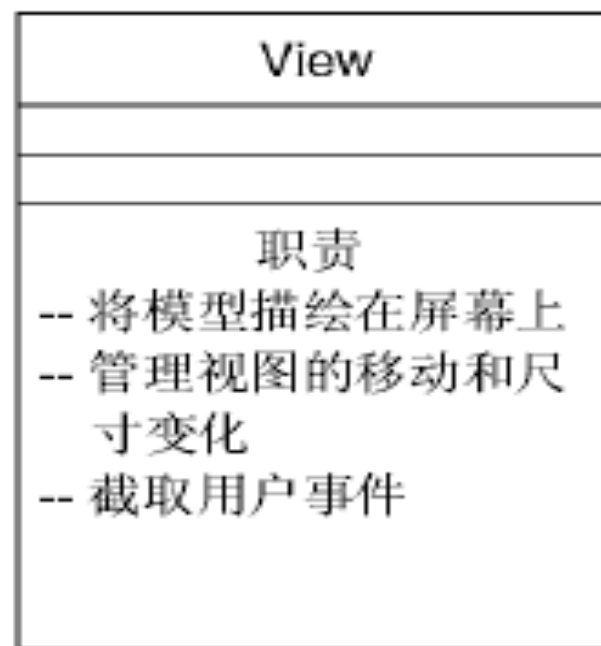 View
职责
-- 将模型描绘在屏幕上
-- 管理视图的移动和尺
寸变化
-- 截取用户事件